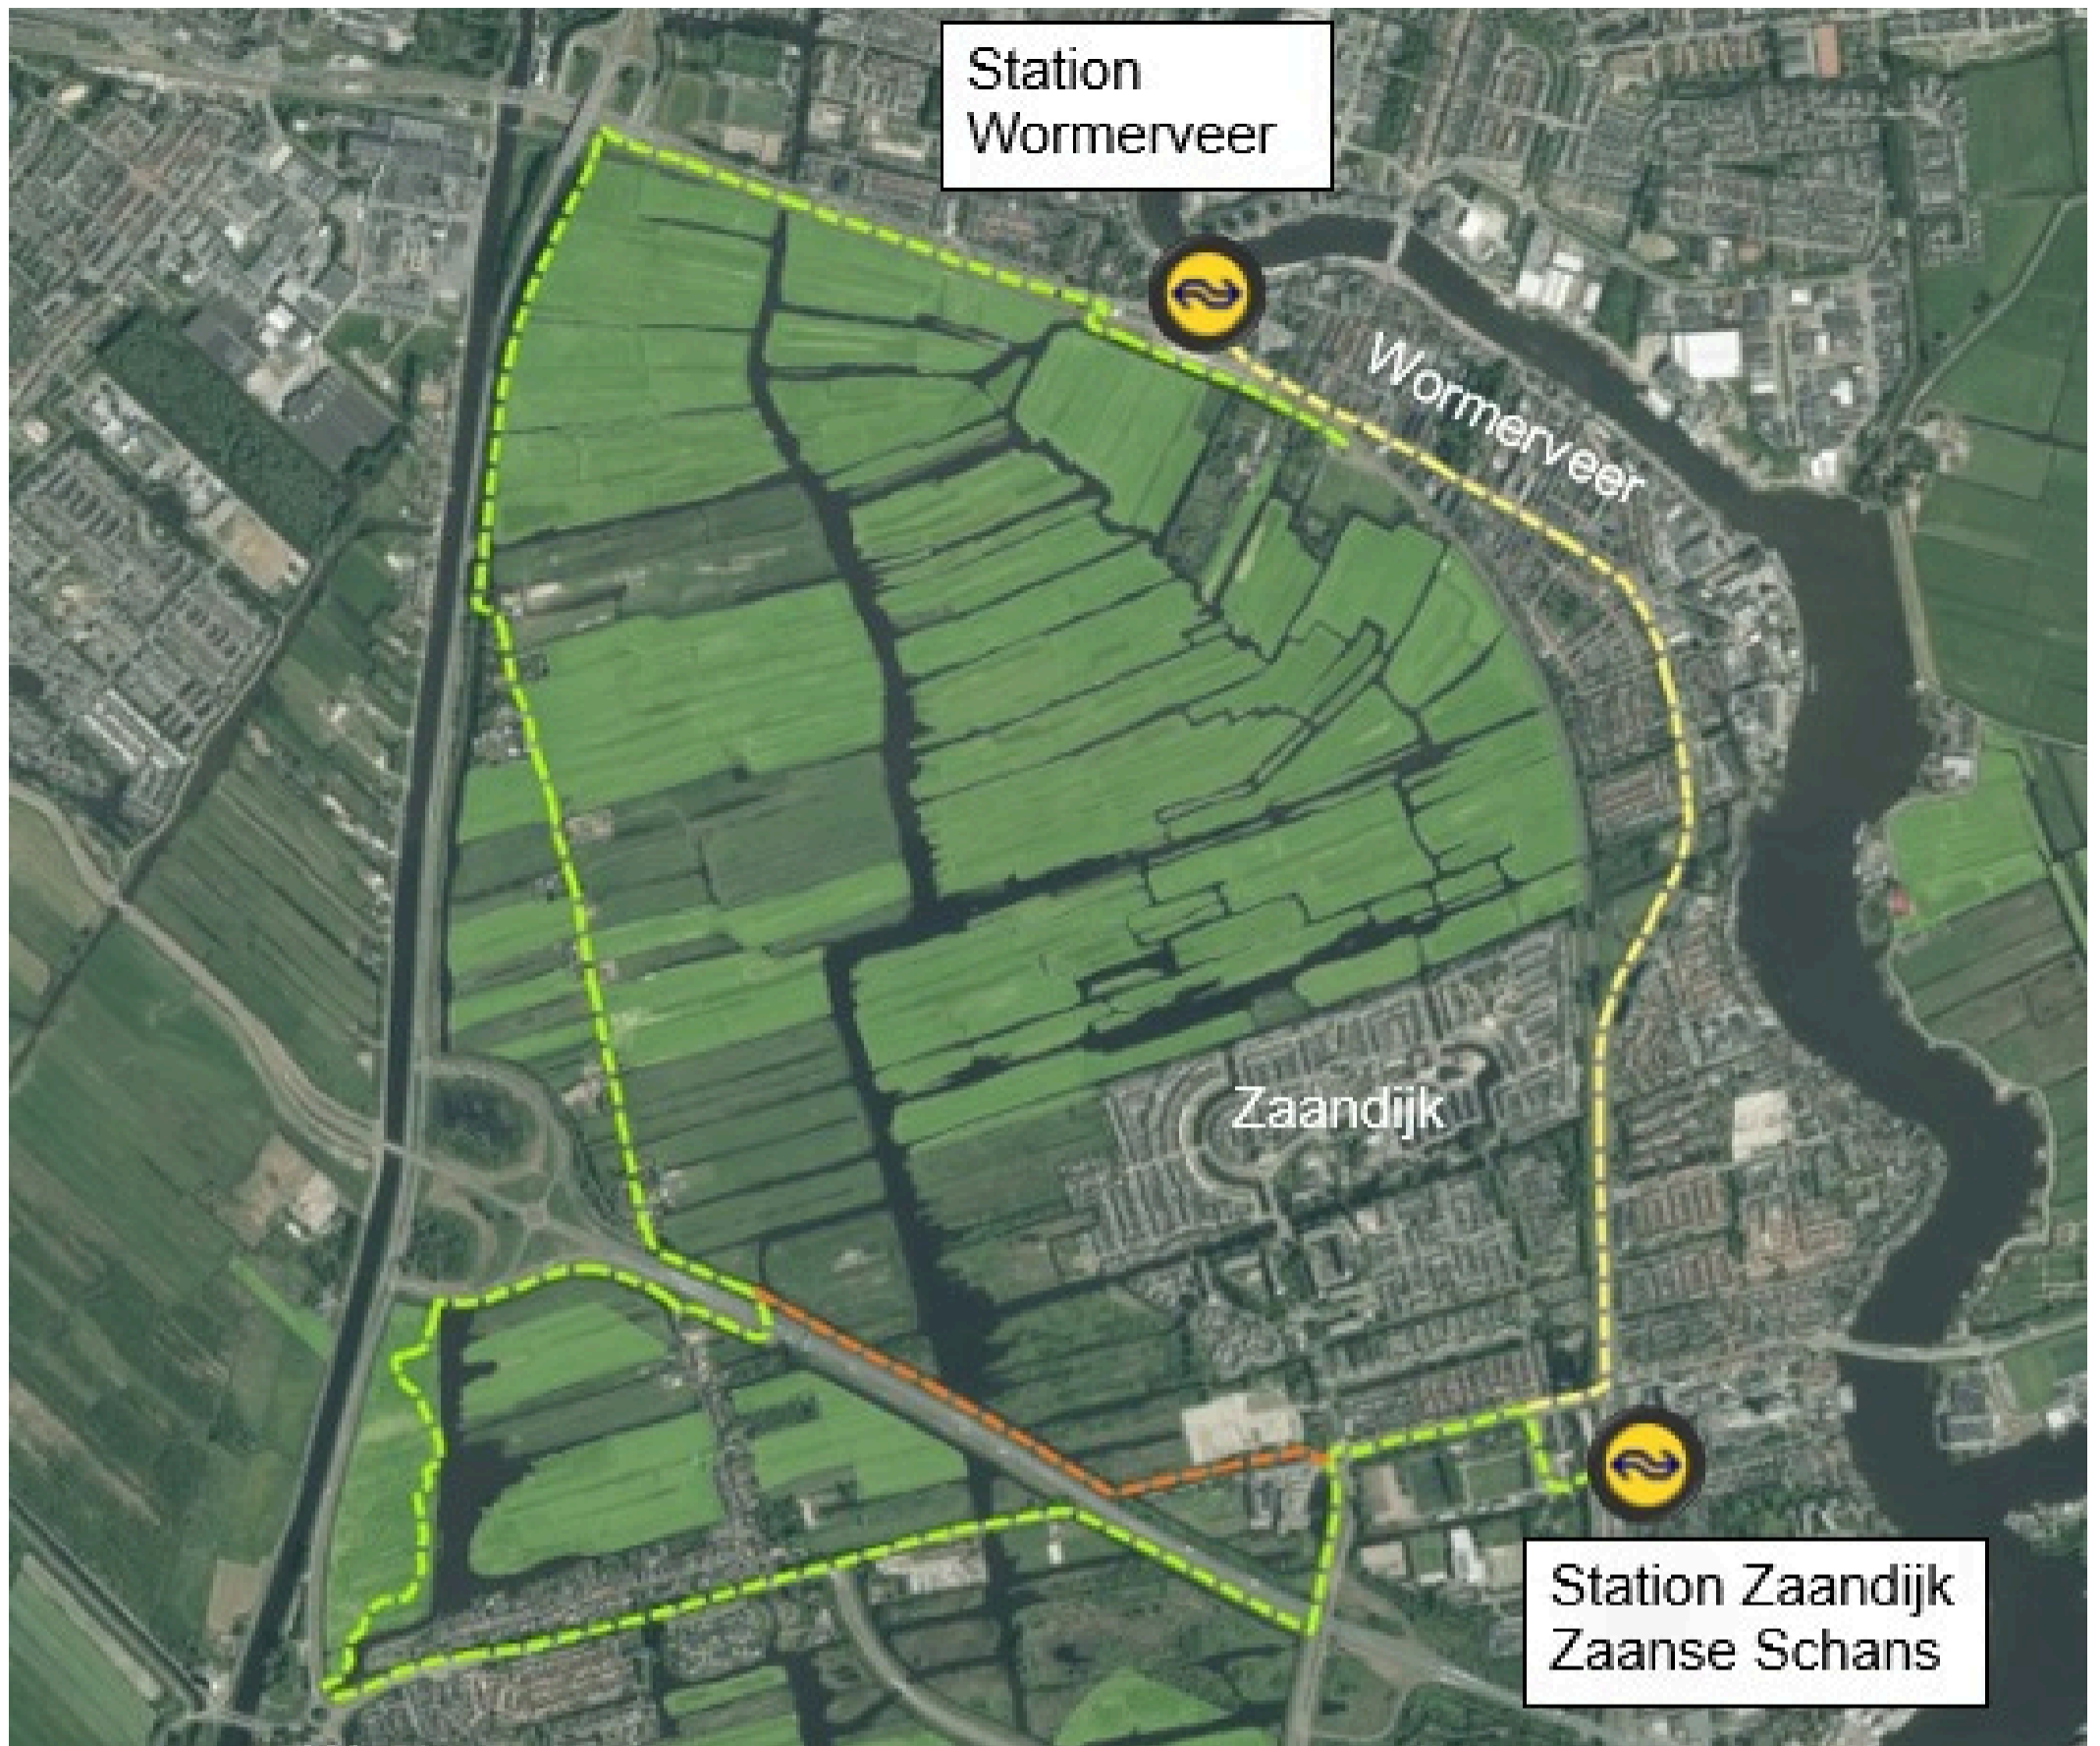 Station
Wormerveer
Wormerveer
Zaandijk
Station Zaandijk
Zaanse Schans